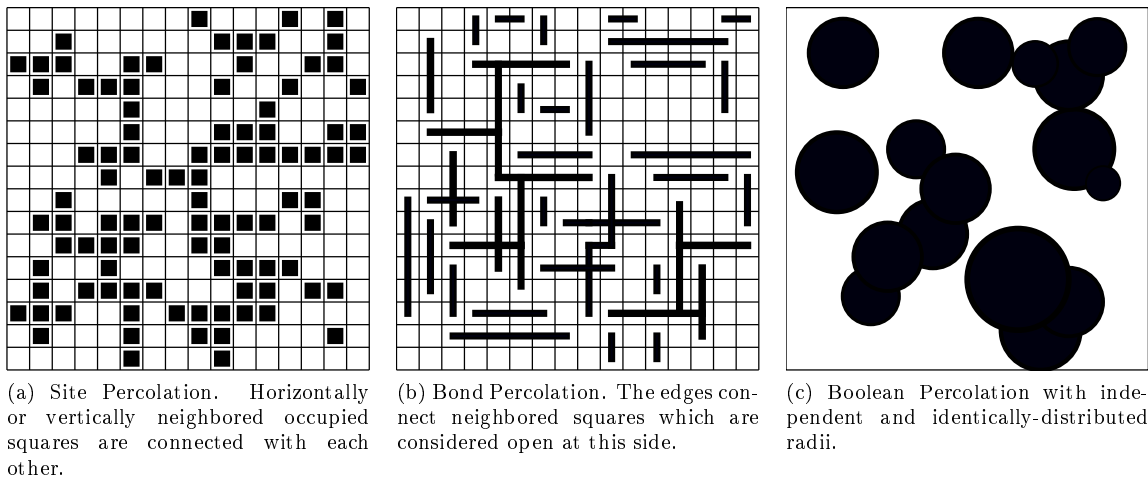 (a) Site Percolation. Horizontally
or vertically neighbored occupied
squares are connected with each
other.
(b) Bond Percolation. The edges con-
nect neighbored squares which are
considered open at this side.
(c) Boolean Percolation with inde-
pendent and identically-distributed
radii.